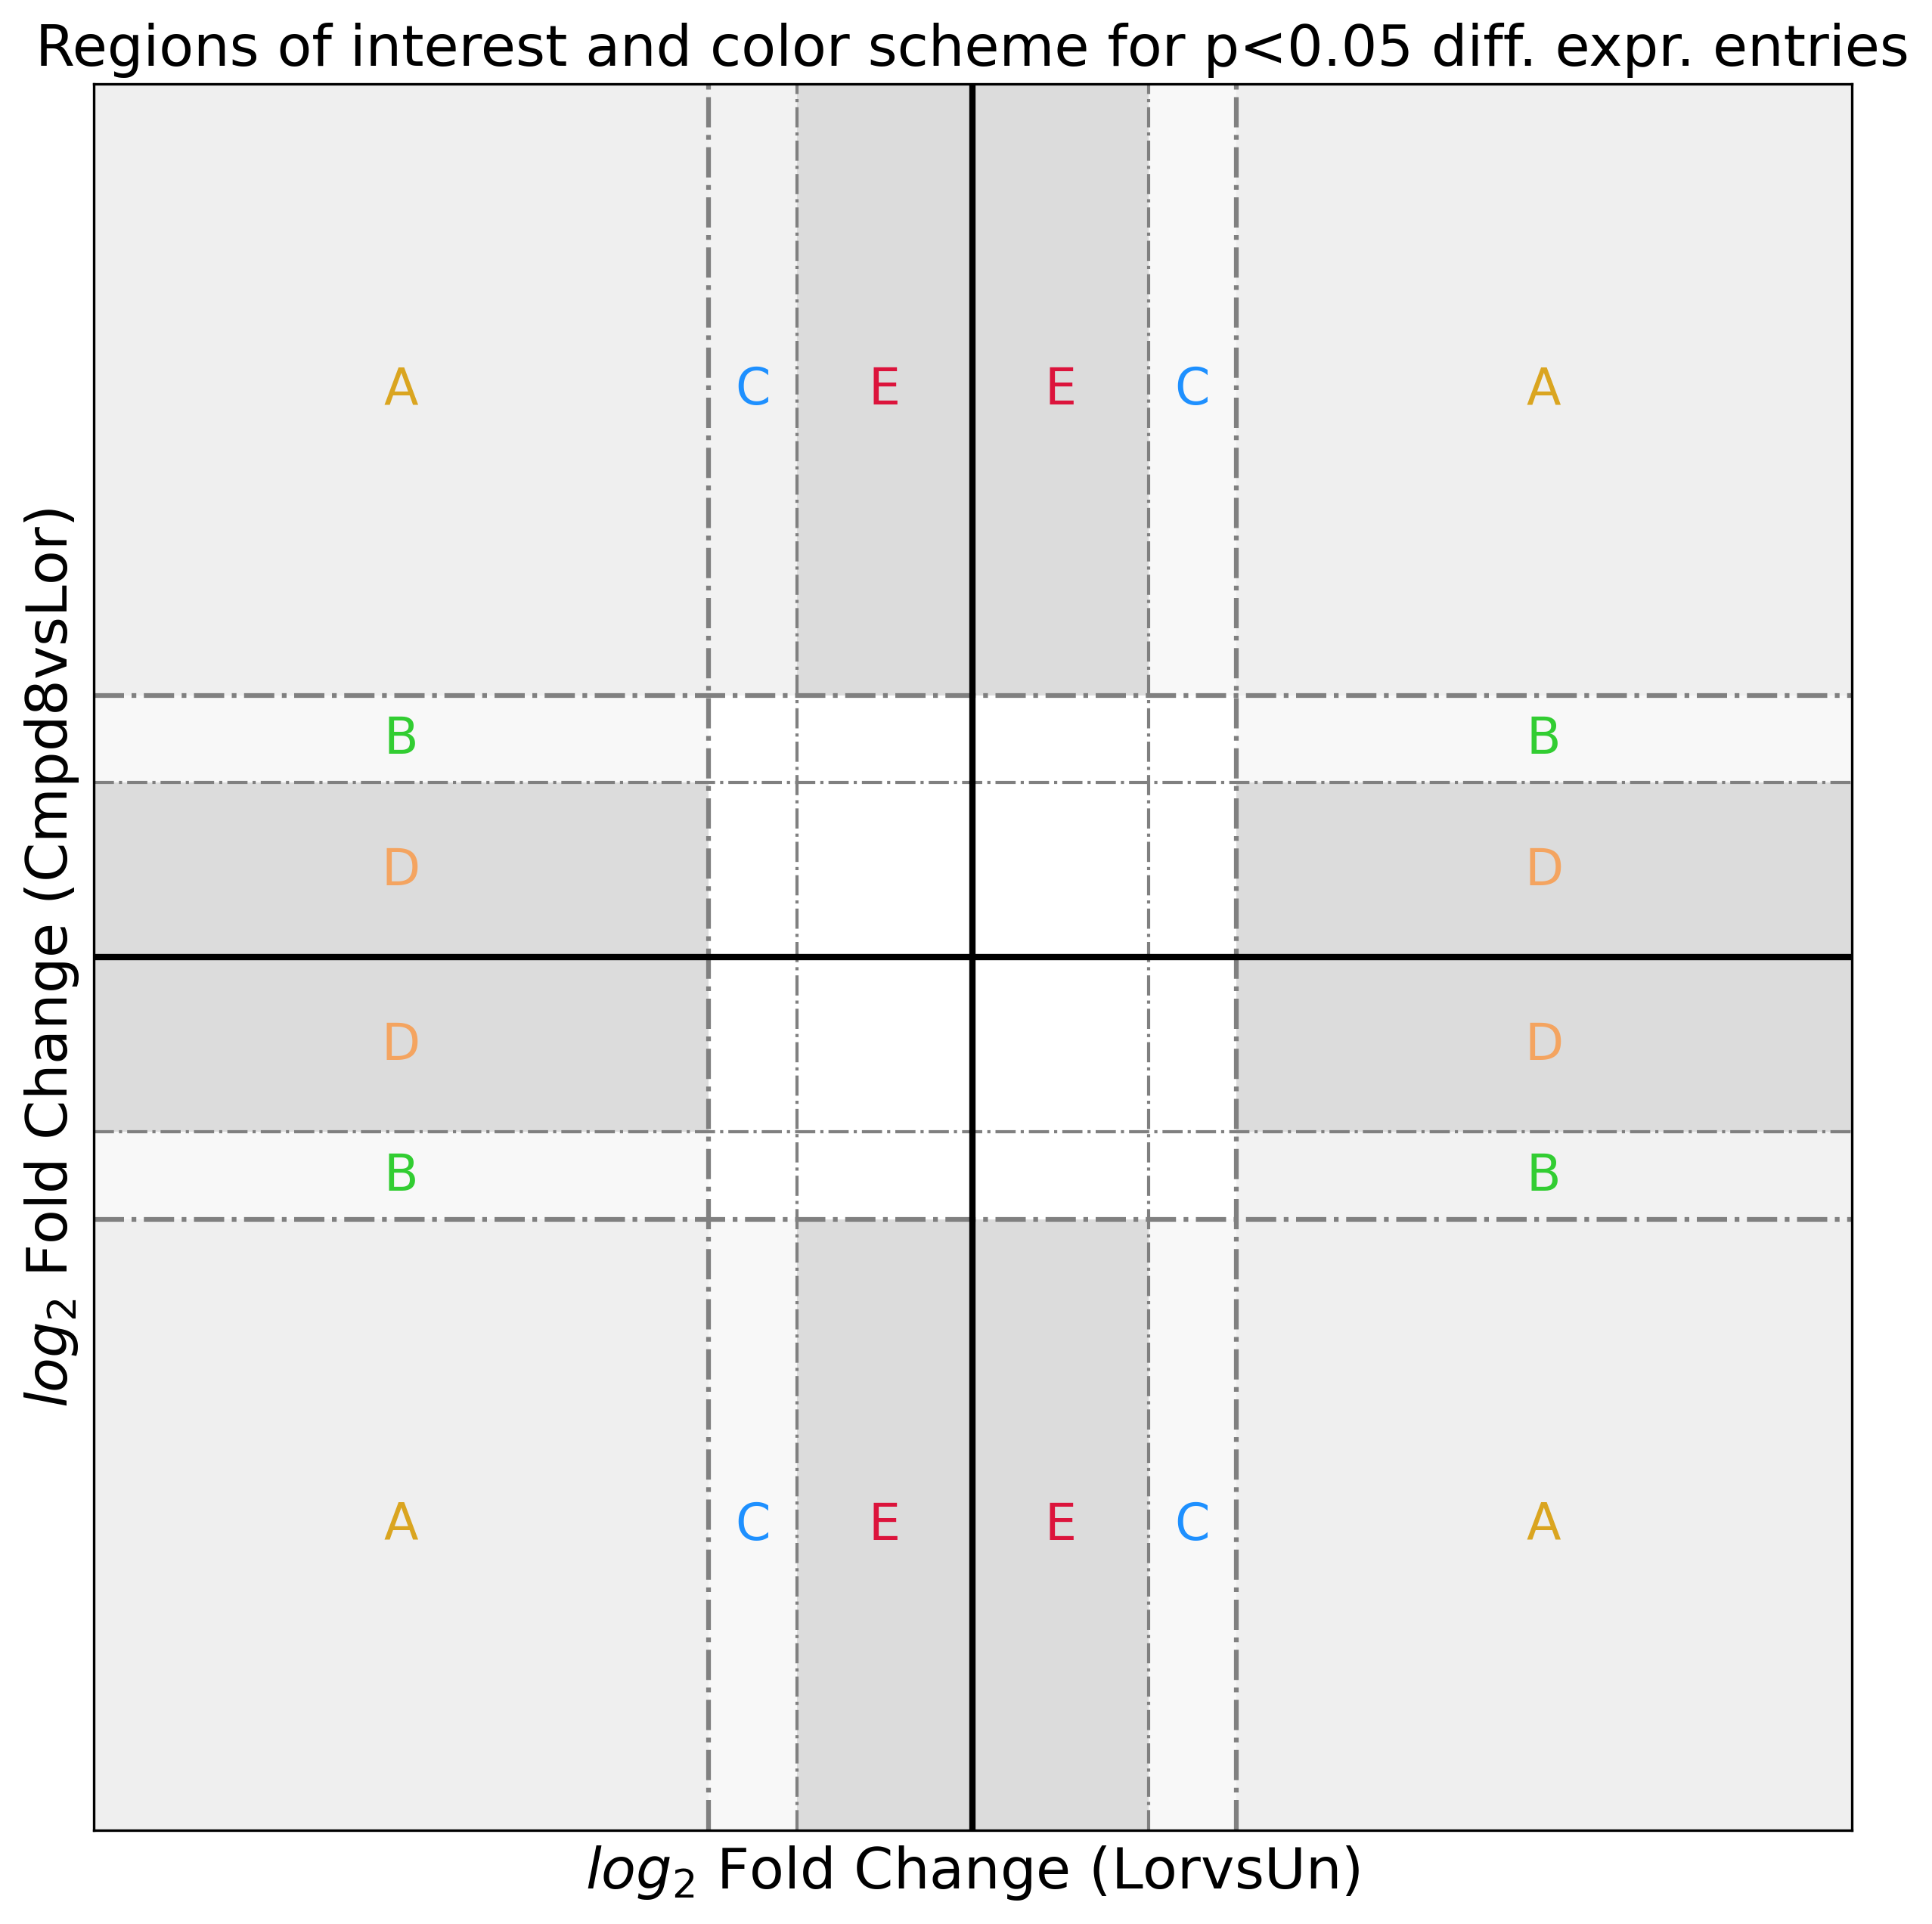 Regions of interest and color scheme for p<0.05 diff. expr. entries
A C E E C A
B B
D D
D D
B B
A C E E C A
log₂ Fold Change (Cmpd8vsLor)
log₂ Fold Change (LorvsUn)